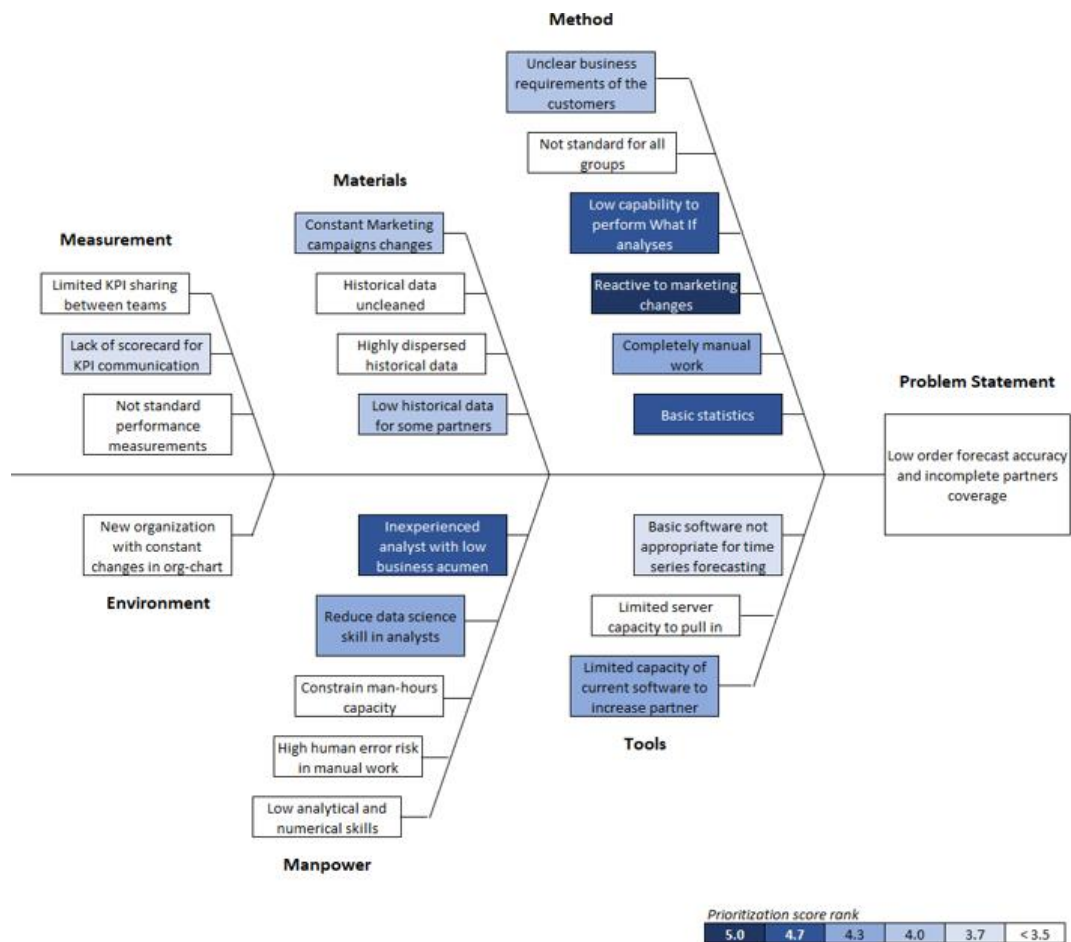 Method
Unclear business
requirements of the
customers
Not standard for all
groups
Low capability to
perform What If
analyses
Reactive to marketing
changes
Completely manual
work
Basic statistics
Materials
Constant Marketing
campaigns changes
Historical data
uncleaned
Highly dispersed
historical data
Low historical data
for some partners
Measurement
Limited KPI sharing
between teams
Lack of scorecard for
KPI communication
Not standard
performance
measurements
Problem Statement
Low order forecast accuracy
and incomplete partners
coverage
New organization
with constant
changes in org-chart
Environment
Inexperienced
analyst with low
business acumen
Reduce data science
skill in analysts
Constrain man-hours
capacity
High human error risk
in manual work
Low analytical and
numerical skills
Manpower
Basic software not
appropriate for time
series forecasting
Limited server
capacity to pull in
Limited capacity of
current software to
increase partner
Tools
Prioritization score rank
5.0 4.7 4.3 4.0 3.7 < 3.5